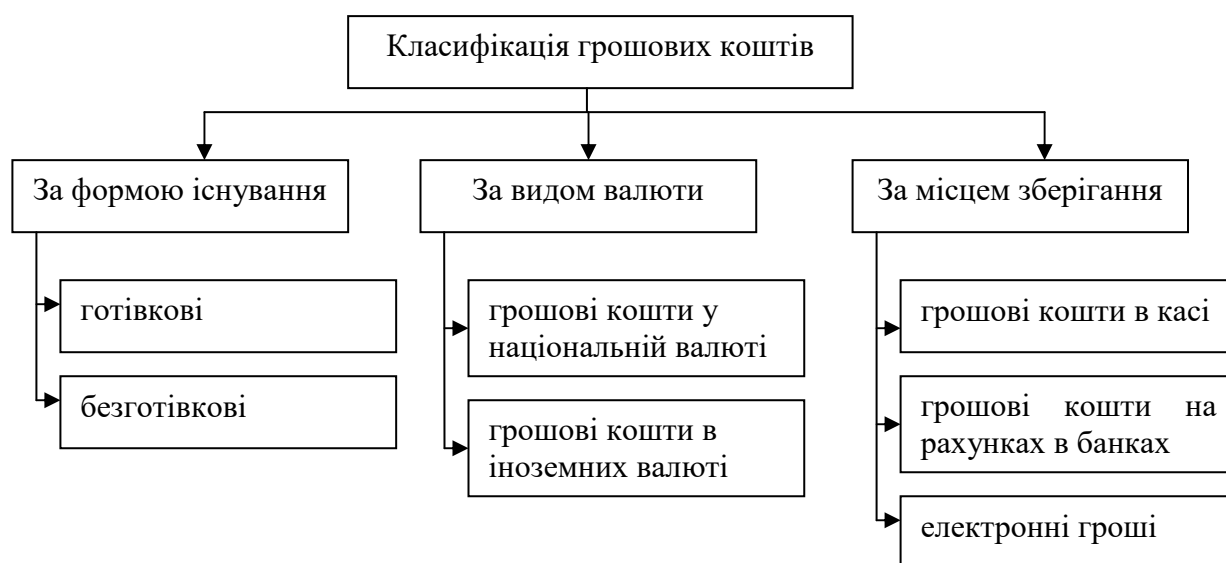 Класифікація грошових коштів
За формою існування
готівкові
безготівкові
За видом валюти
грошові кошти у
національній валюті
грошові кошти в
іноземних валюті
За місцем зберігання
грошові кошти в касі
грошові кошти на
рахунках в банках
електронні гроші